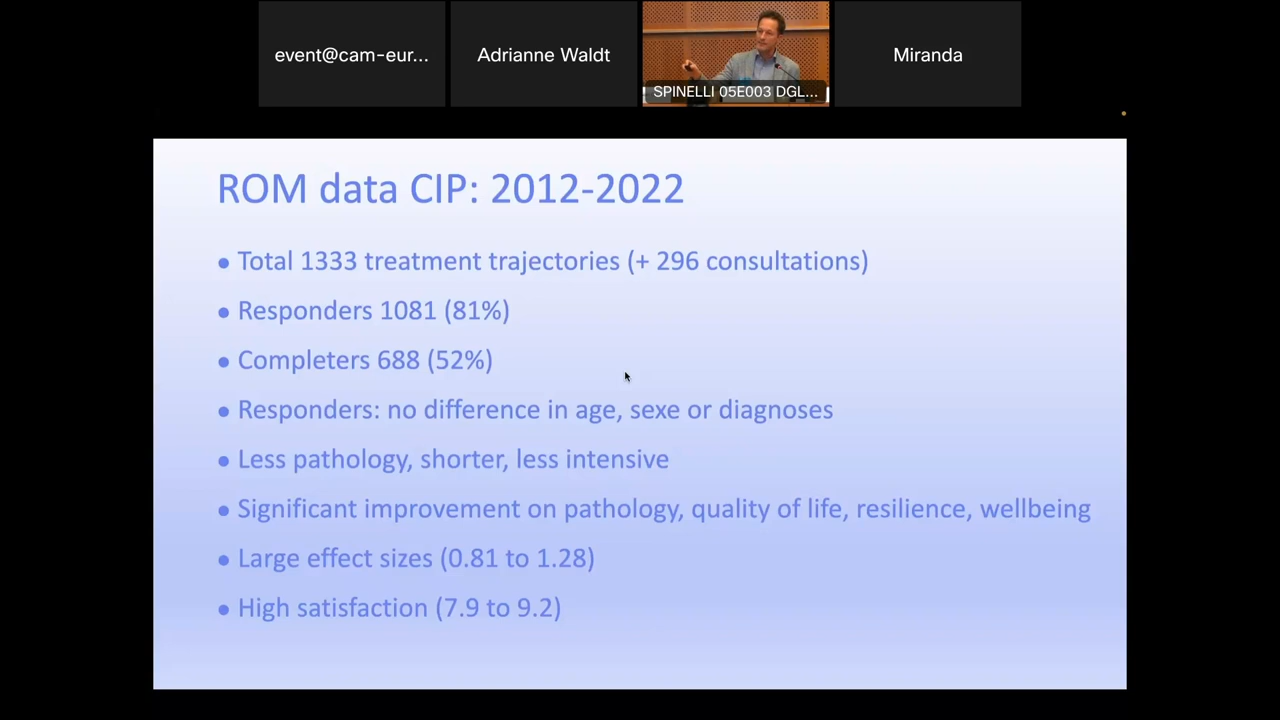 event@cam-eur...
Adrianne Waldt
SPINELLI 05E003 DGL...
Miranda
ROM data CIP: 2012-2022
• Total 1333 treatment trajectories (+ 296 consultations)
• Responders 1081 (81%)
• Completers 688 (52%)
• Responders: no difference in age, sexe or diagnoses
• Less pathology, shorter, less intensive
• Significant improvement on pathology, quality of life, resilience, wellbeing
• Large effect sizes (0.81 to 1.28)
• High satisfaction (7.9 to 9.2)